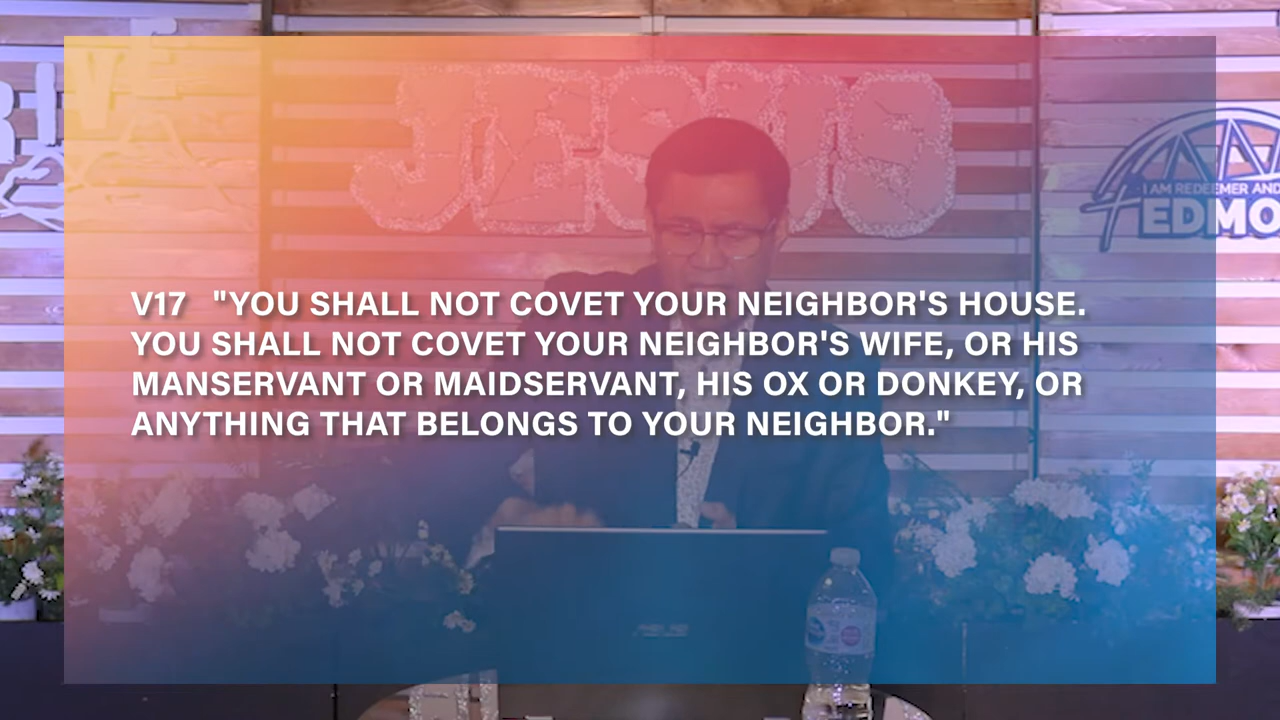 JESUS
I AM REDEEMER AND
V17 "YOU SHALL NOT COVET YOUR NEIGHBOR'S HOUSE.
YOU SHALL NOT COVET YOUR NEIGHBOR'S WIFE, OR HIS
MANSERVANT OR MAIDSERVANT, HIS OX OR DONKEY, OR
ANYTHING THAT BELONGS TO YOUR NEIGHBOR."